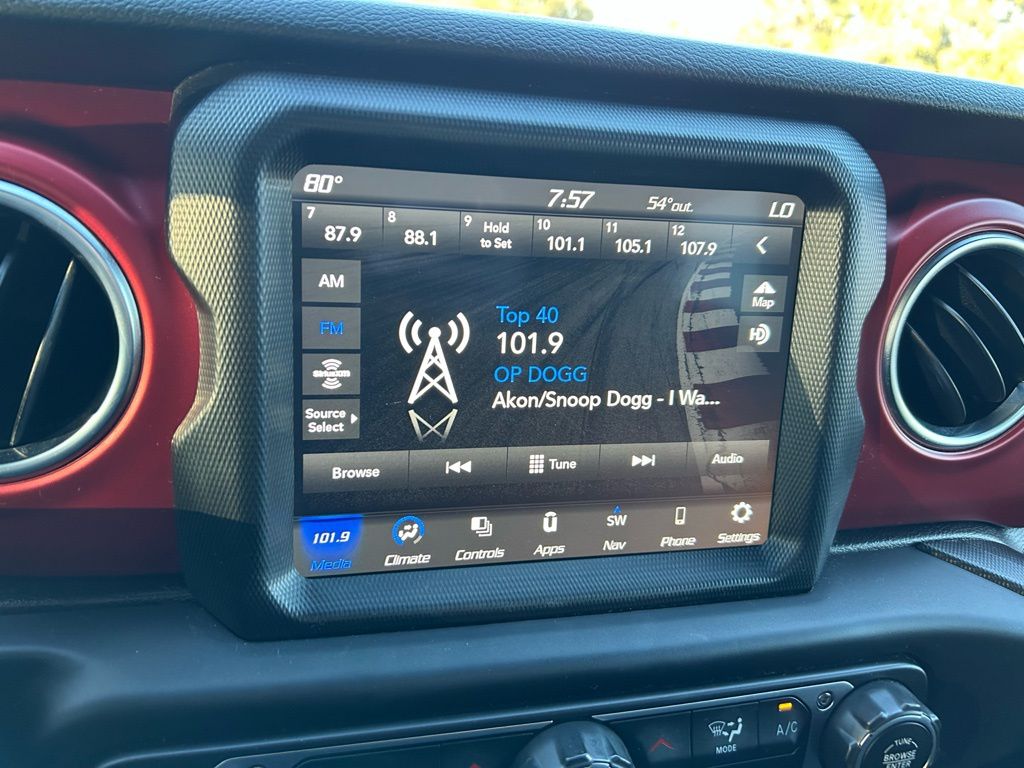 80° 7:57 54°out. LO
7 87.9
8 88.1
9 Hold
to Set
10 101.1
11 105.1
12 107.9
AM
FM
SiriusXM
Source
Select
Map
HD
Top 40
101.9
OP DOGG
Akon/Snoop Dogg - I Wa...
Browse Tune Audio
101.9 SW
Media Climate Controls Apps Nav Phone Settings
MODE
A/C
TUNE
BROWSE
ENTER